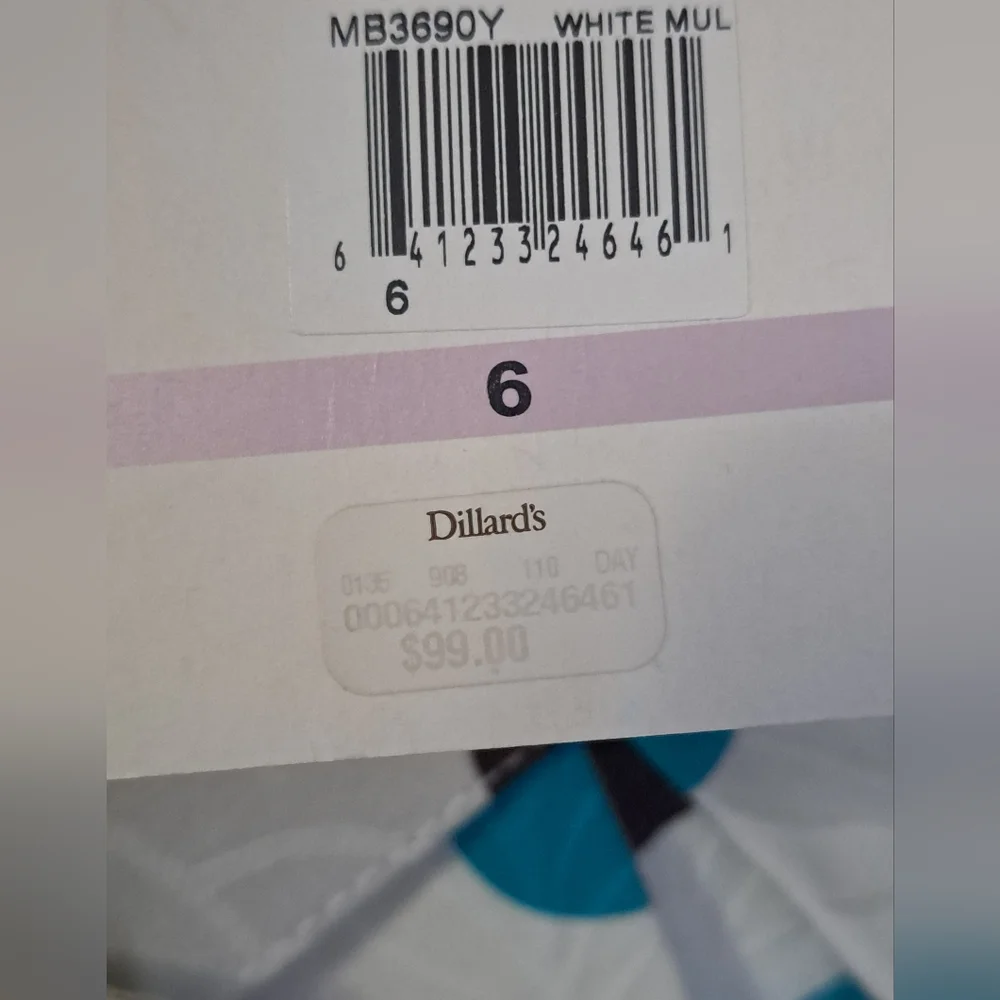 MB3690Y WHITE MUL
6 41233 24646 1
6
6
Dillard's
0135 908 110 DAY
000641233246461
$99.00